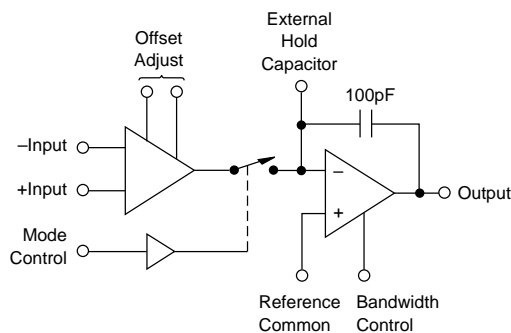 External
Hold
Capacitor
Offset
Adjust
100pF
–Input
+Input
–
+
Output
Mode
Control
Reference
Common
Bandwidth
Control